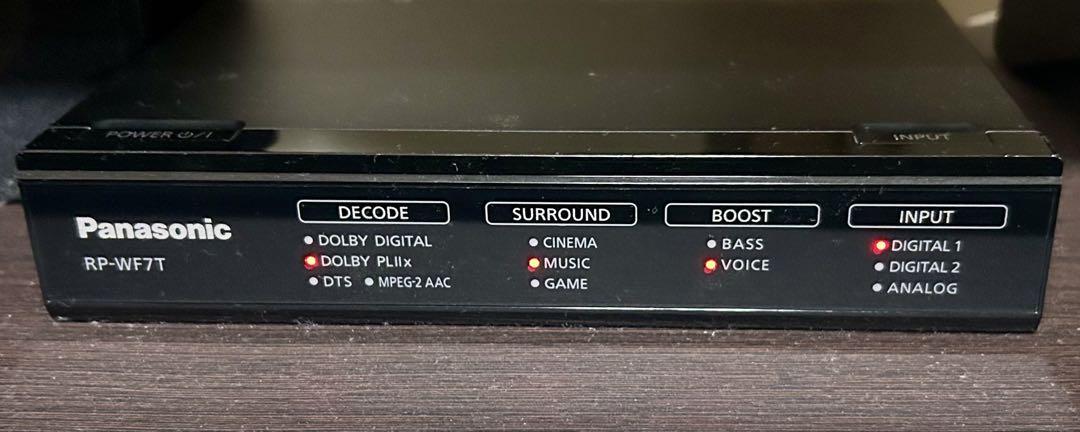 POWER ⏻/I
INPUT
Panasonic
RP-WF7T
DECODE
DOLBY DIGITAL
DOLBY PLIIx
DTS MPEG-2 AAC
SURROUND
CINEMA
MUSIC
GAME
BOOST
BASS
VOICE
INPUT
DIGITAL 1
DIGITAL 2
ANALOG